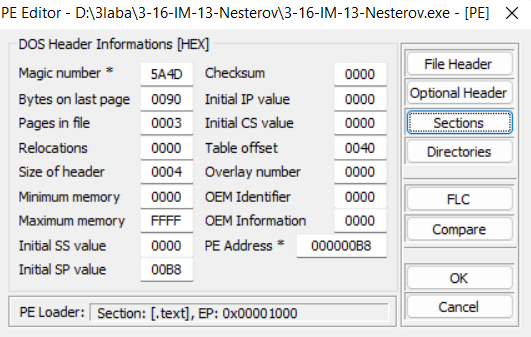 PE Editor - D:\3laba\3-16-IM-13-Nesterov\3-16-IM-13-Nesterov.exe - [PE]
DOS Header Informations [HEX]
Magic number * 5A4D Checksum 0000
Bytes on last page 0090 Initial IP value 0000
Pages in file 0003 Initial CS value 0000
Relocations 0000 Table offset 0040
Size of header 0004 Overlay number 0000
Minimum memory 0000 OEM Identifier 0000
Maximum memory FFFF OEM Information 0000
Initial SS value 0000 PE Address * 000000B8
Initial SP value 00B8
PE Loader: Section: [.text], EP: 0x00001000
File Header
Optional Header
Sections
Directories
FLC
Compare
OK
Cancel